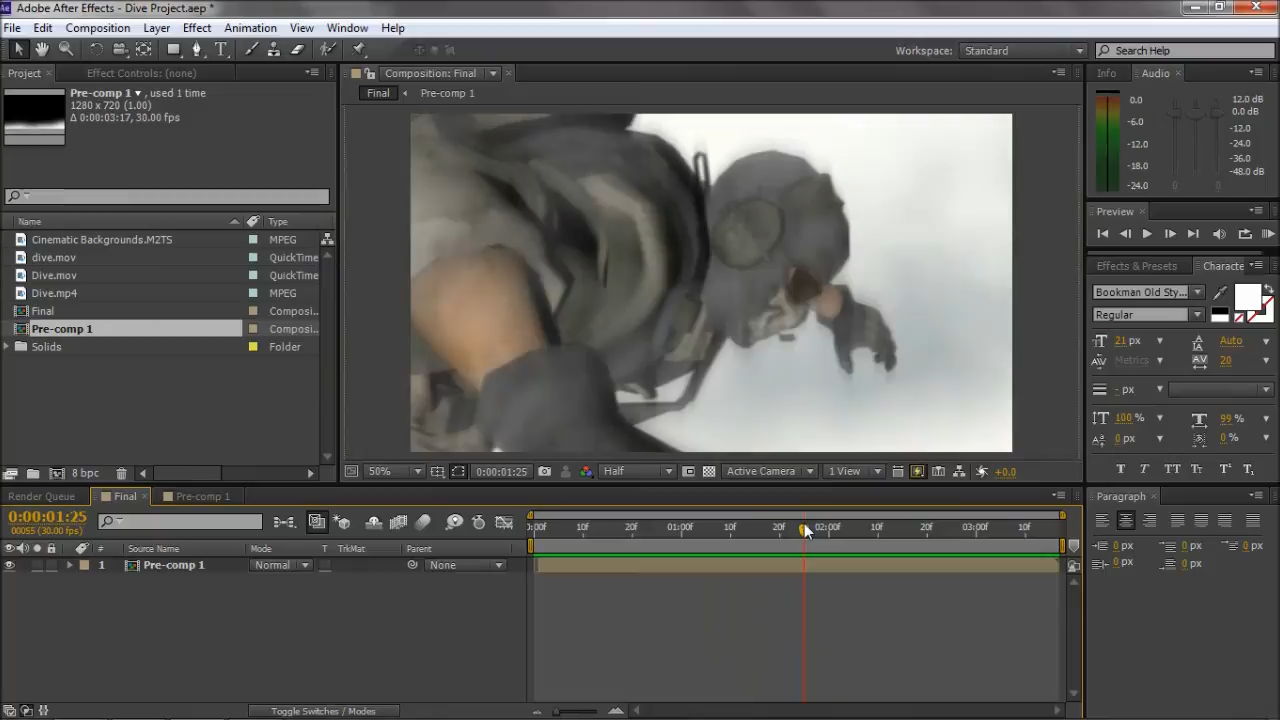 Adobe After Effects - Dive Project.aep *
File Edit Composition Layer Effect Animation View Window Help
Workspace: Standard Search Help
Project Effect Controls: (none) Composition: Final Info Audio
Pre-comp 1 , used 1 time
1280 x 720 (1.00)
Δ 0:00:03:17, 30.00 fps
Final Pre-comp 1
0.0 12.0 dB
0.0 dB
-6.0
-12.0 -12.0
-24.0
-18.0 -36.0
-24.0 -48.0 dB
Preview
Name Type
Cinematic Backgrounds.M2TS MPEG
dive.mov QuickTime
Dive.mov QuickTime
Dive.mp4 MPEG
Final Composi..
Pre-comp 1 Composi..
Solids Folder
8 bpc
Effects & Presets Characte
Bookman Old Sty...
Regular
21 px Auto
Metrics 20
- px
100 % 99 %
0 px 0 %
T T TT Tt T¹ T₁
50% 0:00:01:25 Half Active Camera 1 View +0.0
Render Queue Final Pre-comp 1
0:00:01:25
00055 (30.00 fps)
:00f 10f 20f 01:00f 10f 20f 02:00f 10f 20f 03:00f 10f
# Source Name Mode T TrkMat Parent
1 Pre-comp 1 Normal None
Paragraph
0 px 0 px 0 px
0 px 0 px
Toggle Switches / Modes